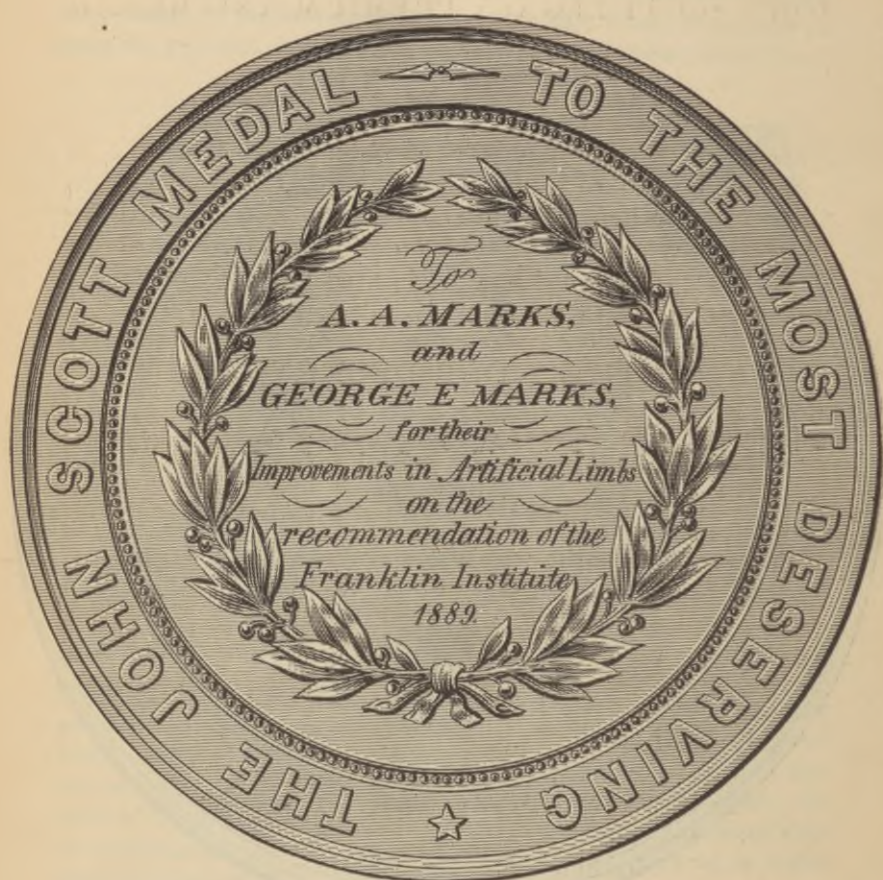 THE JOHN SCOTT MEDAL TO THE MOST DESERVING
To
A. A. MARKS,
and
GEORGE E MARKS,
for their
Improvements in Artificial Limbs
on the
recommendation of the
Franklin Institute
1889.